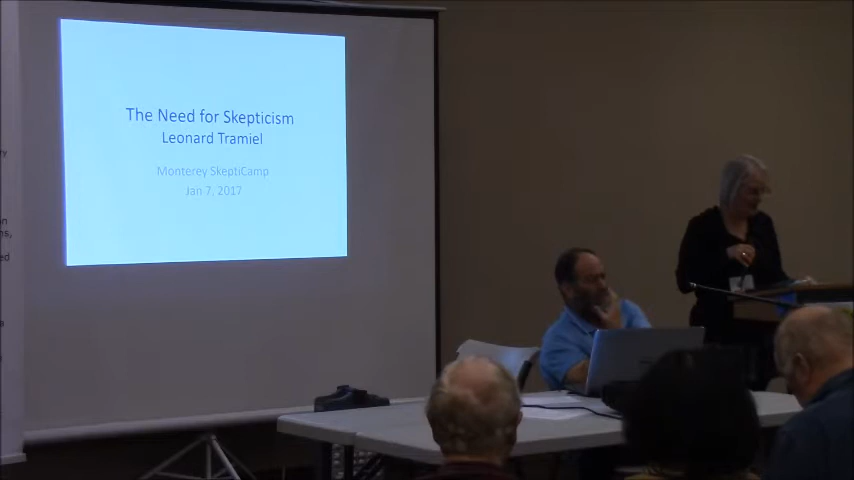 The Need for Skepticism
Leonard Tramiel
Monterey SkeptiCamp
Jan 7, 2017